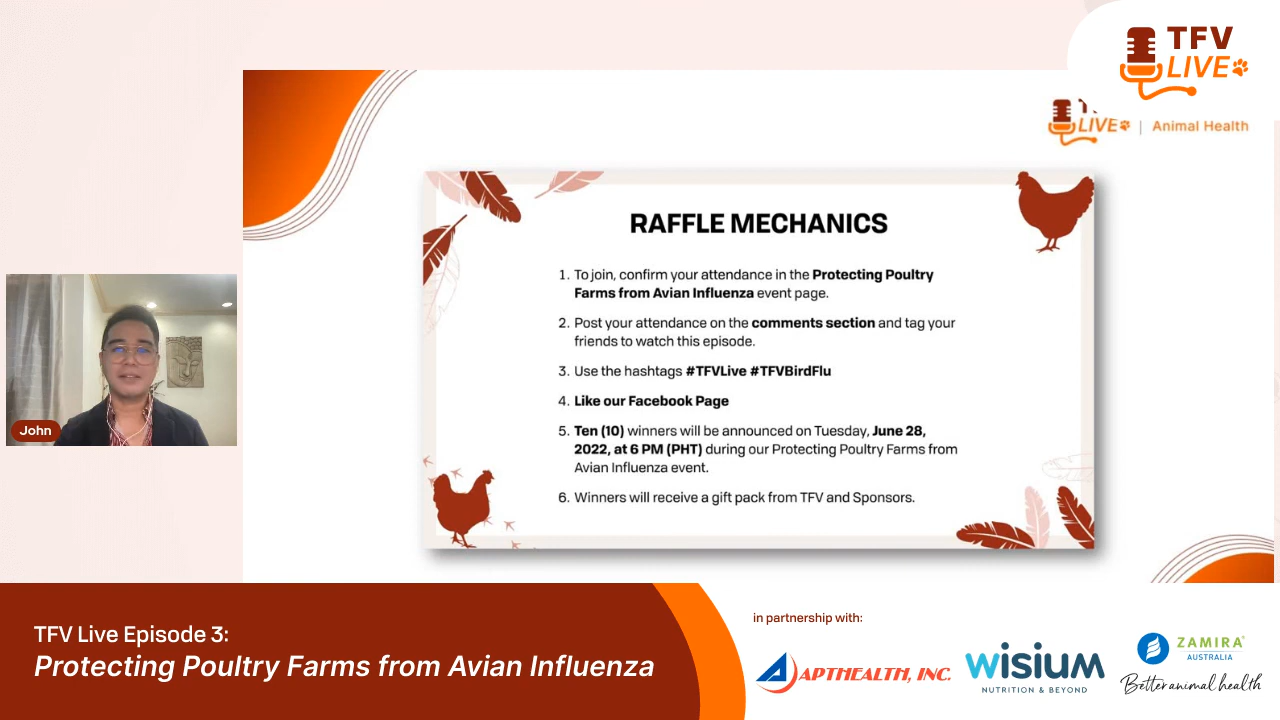 TFV
LIVE
LIVE | Animal Health
RAFFLE MECHANICS
1. To join, confirm your attendance in the Protecting Poultry
Farms from Avian Influenza event page.
2. Post your attendance on the comments section and tag your
friends to watch this episode.
3. Use the hashtags #TFVLive #TFVBirdFlu
4. Like our Facebook Page
5. Ten (10) winners will be announced on Tuesday, June 28,
2022, at 6 PM (PHT) during our Protecting Poultry Farms from
Avian Influenza event.
6. Winners will receive a gift pack from TFV and Sponsors.
John
TFV Live Episode 3:
Protecting Poultry Farms from Avian Influenza
in partnership with:
APTHEALTH, INC.
wisium
NUTRITION & BEYOND
ZAMIRA
AUSTRALIA
Better animal health